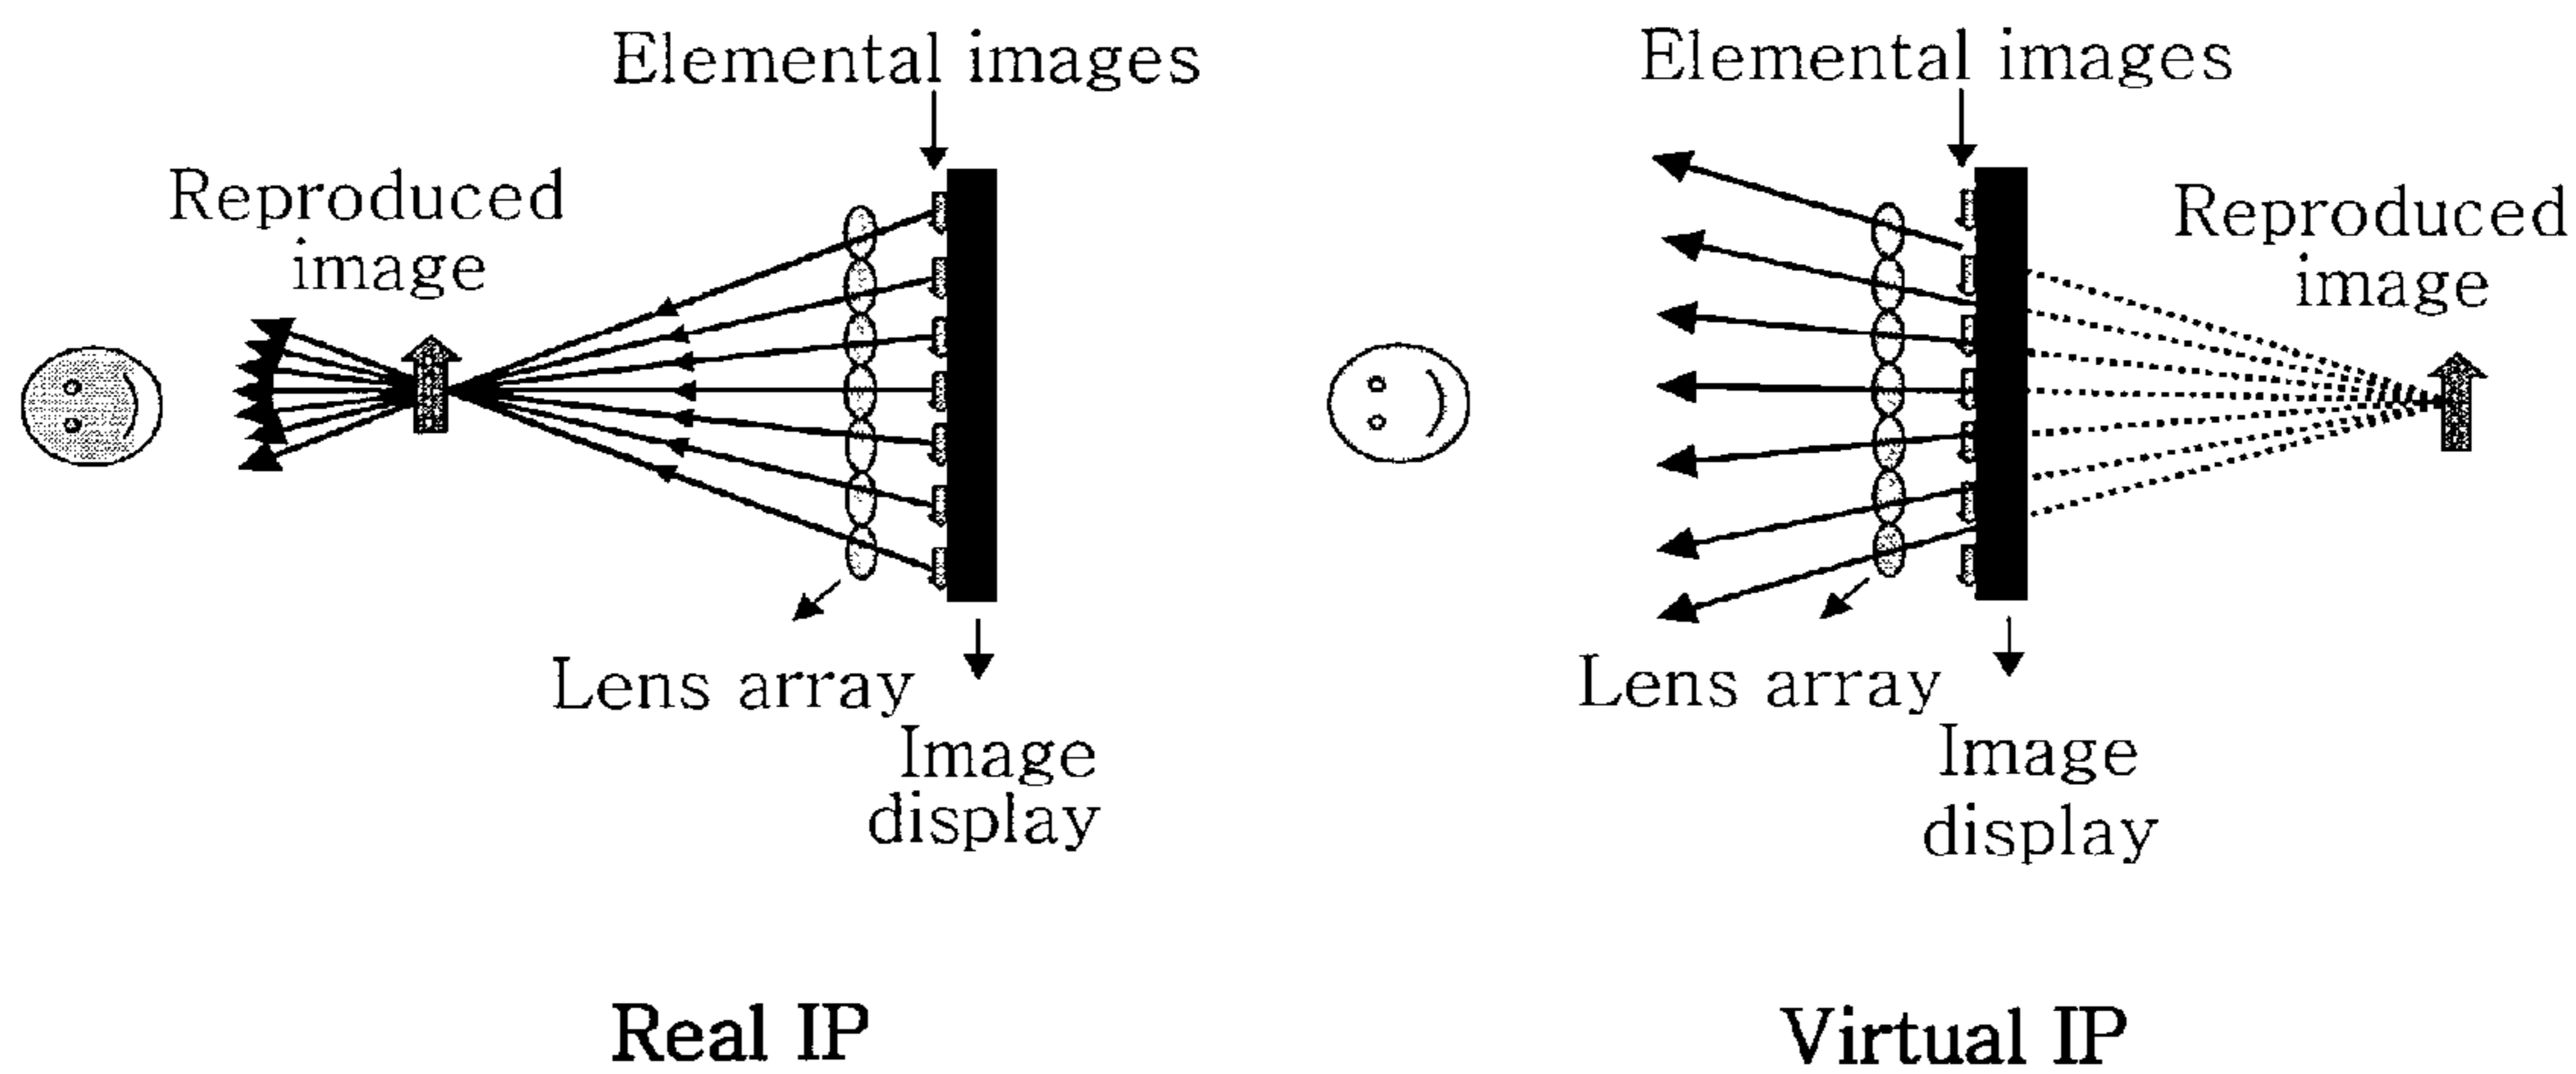 Elemental images
Reproduced
image
Lens array
Image
display
Real IP
Elemental images
Reproduced
image
Lens array
Image
display
Virtual IP